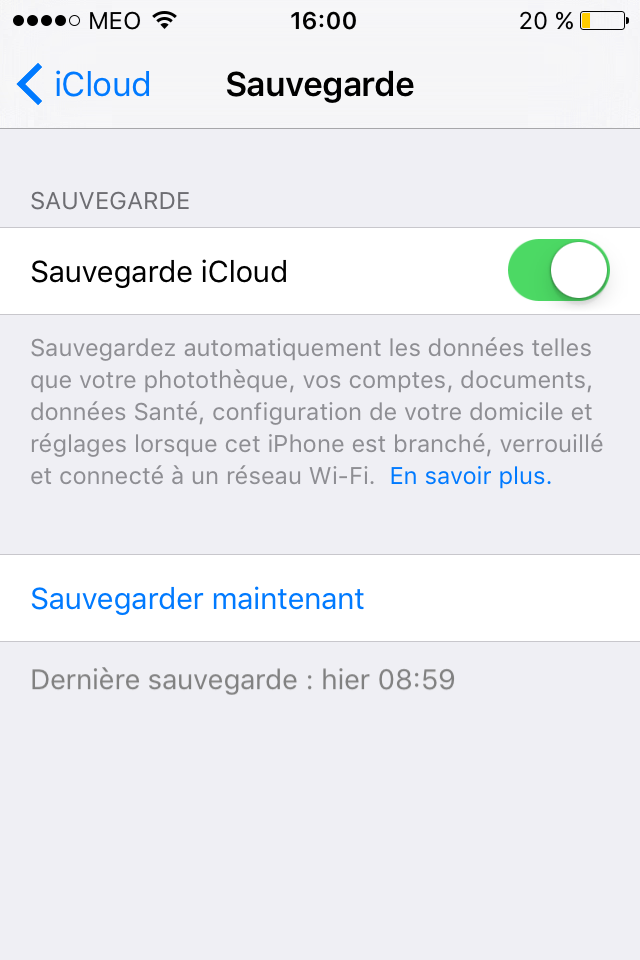 MEO 16:00 20 %
iCloud Sauvegarde
SAUVEGARDE
Sauvegarde iCloud
Sauvegardez automatiquement les données telles
que votre photothèque, vos comptes, documents,
données Santé, configuration de votre domicile et
réglages lorsque cet iPhone est branché, verrouillé
et connecté à un réseau Wi-Fi. En savoir plus.
Sauvegarder maintenant
Dernière sauvegarde : hier 08:59